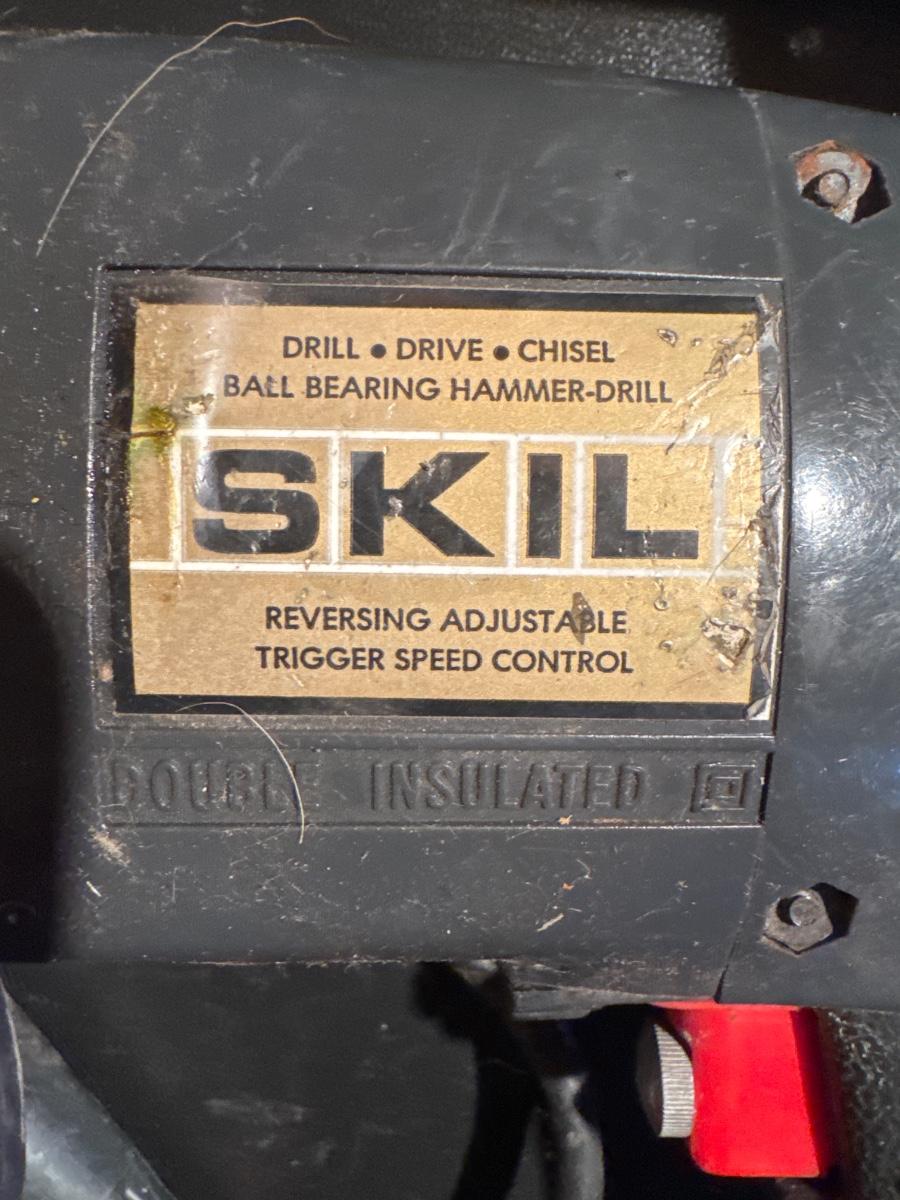 DRILL • DRIVE • CHISEL
BALL BEARING HAMMER-DRILL
SKIL
REVERSING ADJUSTABLE
TRIGGER SPEED CONTROL
DOUBLE INSULATED